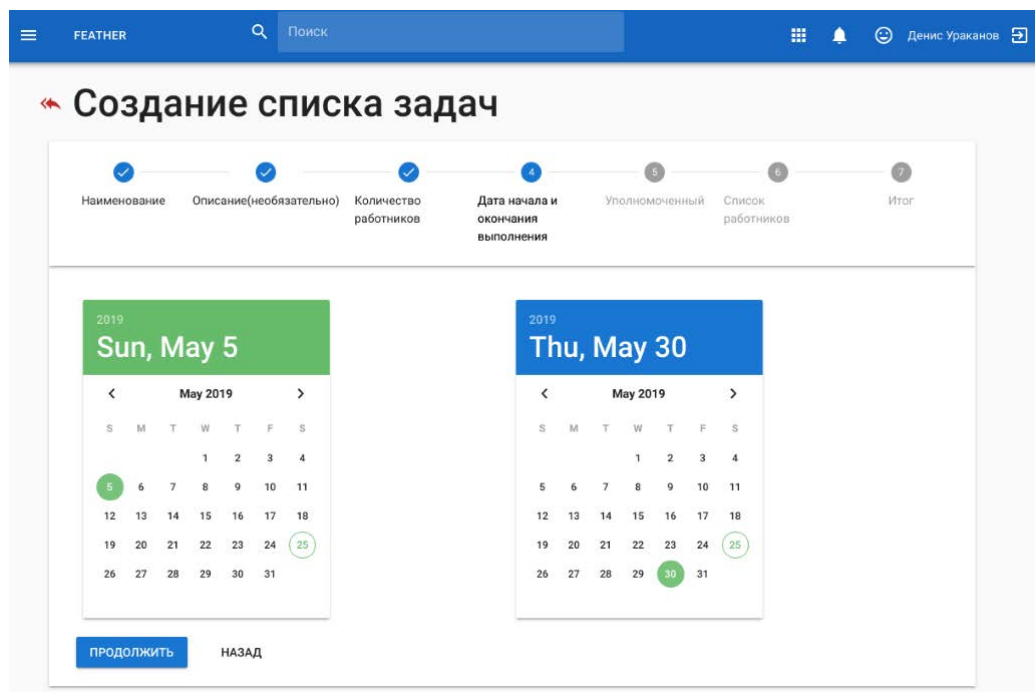 FEATHER Поиск Денис Ураканов
Создание списка задач
4 5 6 7
Наименование Описание(необязательно) Количество Дата начала и Уполномоченный Список Итог
работников окончания работников
выполнения
2019
Sun, May 5
May 2019
S M T W T F S
1 2 3 4
5 6 7 8 9 10 11
12 13 14 15 16 17 18
19 20 21 22 23 24 25
26 27 28 29 30 31
2019
Thu, May 30
May 2019
S M T W T F S
1 2 3 4
5 6 7 8 9 10 11
12 13 14 15 16 17 18
19 20 21 22 23 24 25
26 27 28 29 30 31
ПРОДОЛЖИТЬ НАЗАД